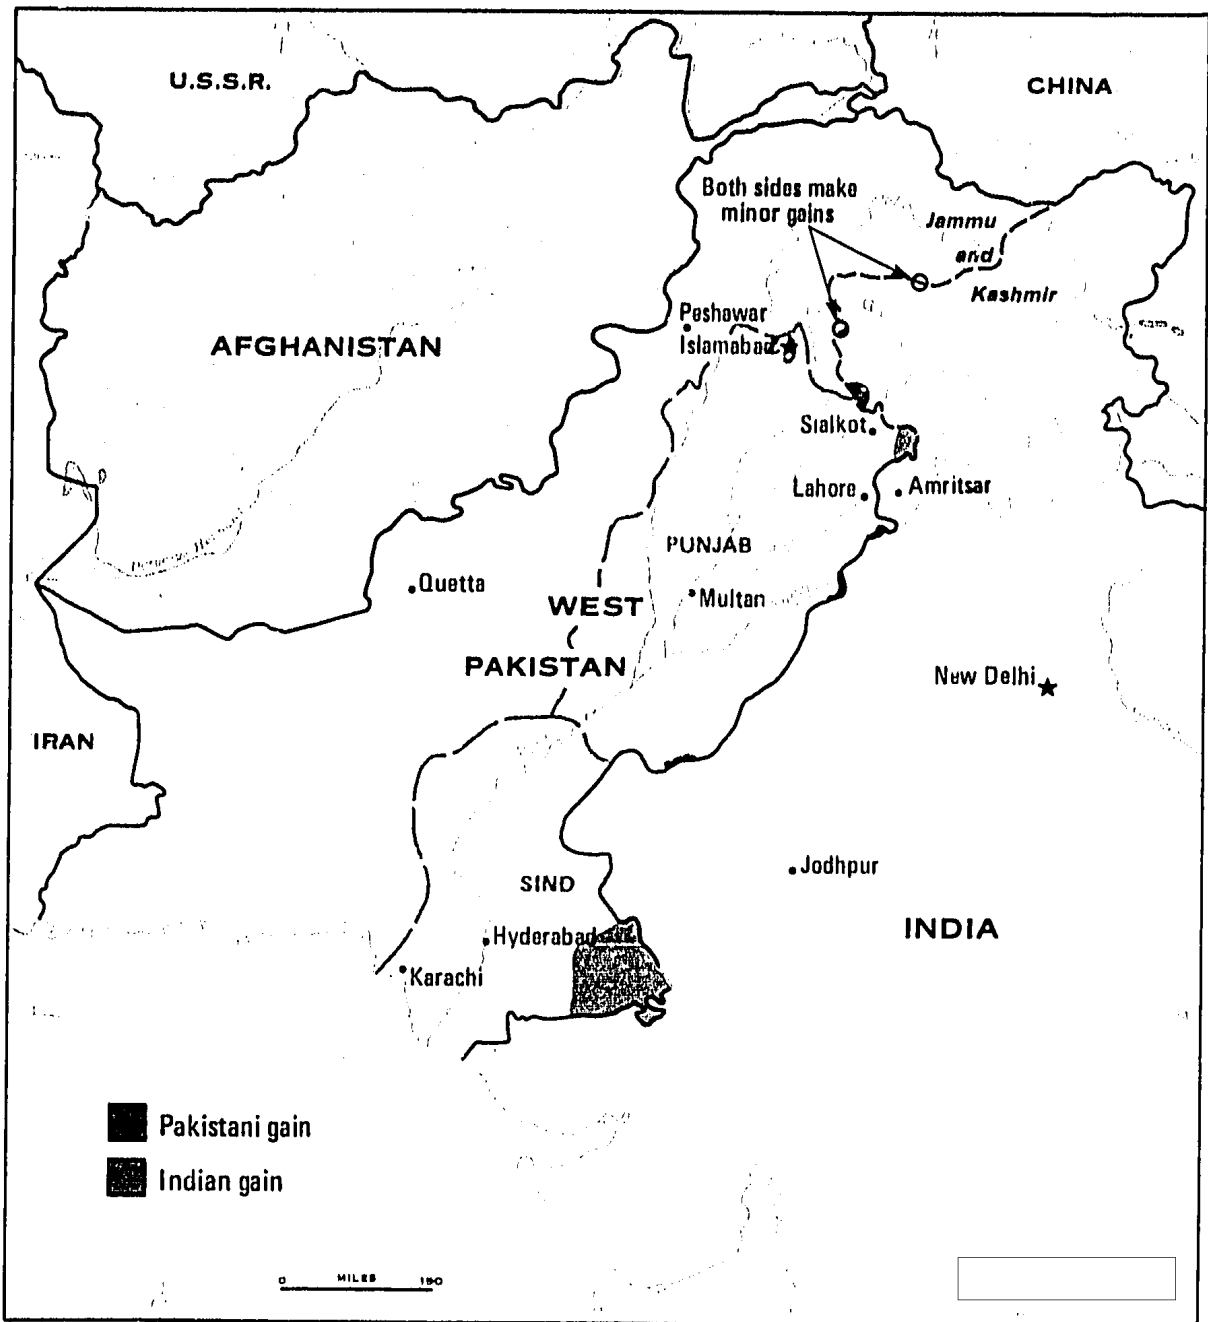 U.S.S.R.
CHINA
Both sides make
minor gains
Jammu
and
Kashmir
Peshawar
Islamabad
AFGHANISTAN
Sialkot
Lahore
Amritsar
PUNJAB
Quetta
WEST
PAKISTAN
Multan
New Delhi
IRAN
Jodhpur
SIND
INDIA
Hyderabad
Karachi
Pakistani gain
Indian gain
0 MILES